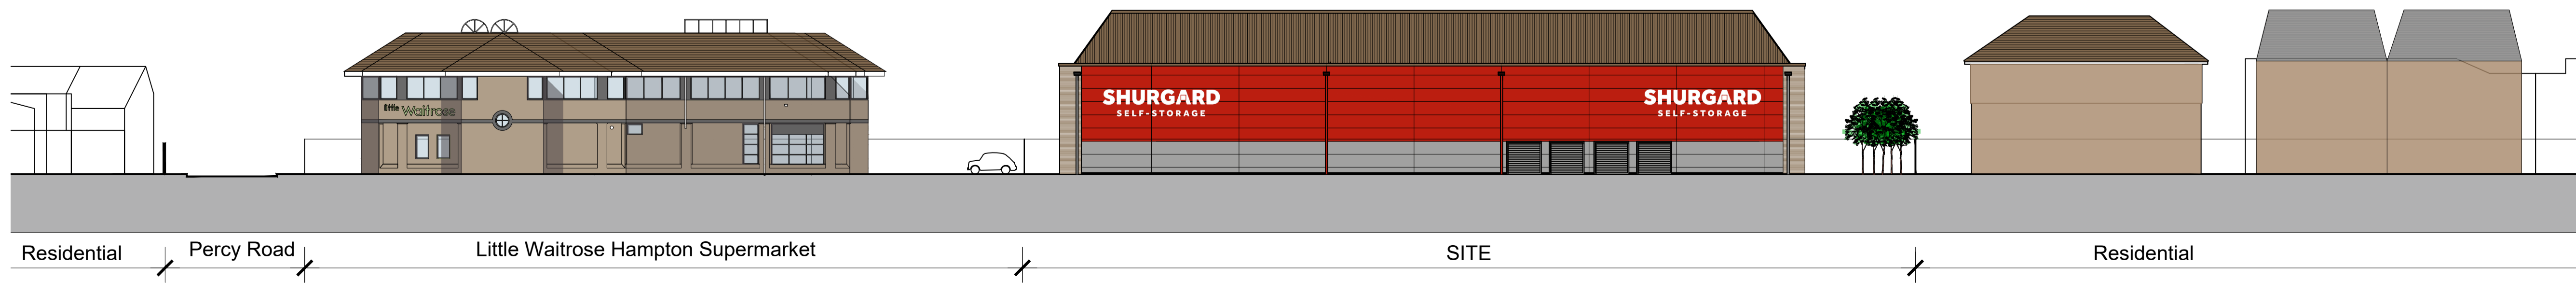 little Waitrose
SHURGARD
SELF-STORAGE
SHURGARD
SELF-STORAGE
Residential
Percy Road
Little Waitrose Hampton Supermarket
SITE
Residential